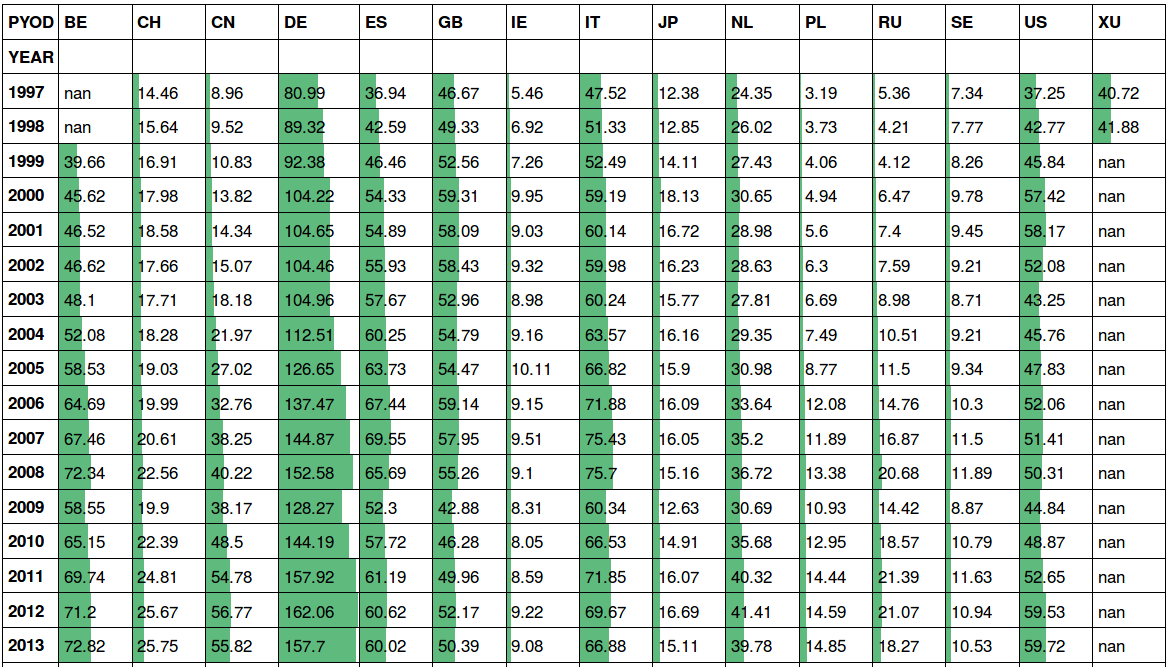 PYOD BE CH CN DE ES GB IE IT JP NL PL RU SE US XU
YEAR
1997 nan 14.46 8.96 80.99 36.94 46.67 5.46 47.52 12.38 24.35 3.19 5.36 7.34 37.25 40.72
1998 nan 15.64 9.52 89.32 42.59 49.33 6.92 51.33 12.85 26.02 3.73 4.21 7.77 42.77 41.88
1999 39.66 16.91 10.83 92.38 46.46 52.56 7.26 52.49 14.11 27.43 4.06 4.12 8.26 45.84 nan
2000 45.62 17.98 13.82 104.22 54.33 59.31 9.95 59.19 18.13 30.65 4.94 6.47 9.78 57.42 nan
2001 46.52 18.58 14.34 104.65 54.89 58.09 9.03 60.14 16.72 28.98 5.6 7.4 9.45 58.17 nan
2002 46.62 17.66 15.07 104.46 55.93 58.43 9.32 59.98 16.23 28.63 6.3 7.59 9.21 52.08 nan
2003 48.1 17.71 18.18 104.96 57.67 52.96 8.98 60.24 15.77 27.81 6.69 8.98 8.71 43.25 nan
2004 52.08 18.28 21.97 112.51 60.25 54.79 9.16 63.57 16.16 29.35 7.49 10.51 9.21 45.76 nan
2005 58.53 19.03 27.02 126.65 63.73 54.47 10.11 66.82 15.9 30.98 8.77 11.5 9.34 47.83 nan
2006 64.69 19.99 32.76 137.47 67.44 59.14 9.15 71.88 16.09 33.64 12.08 14.76 10.3 52.06 nan
2007 67.46 20.61 38.25 144.87 69.55 57.95 9.51 75.43 16.05 35.2 11.89 16.87 11.5 51.41 nan
2008 72.34 22.56 40.22 152.58 65.69 55.26 9.1 75.7 15.16 36.72 13.38 20.68 11.89 50.31 nan
2009 58.55 19.9 38.17 128.27 52.3 42.88 8.31 60.34 12.63 30.69 10.93 14.42 8.87 44.84 nan
2010 65.15 22.39 48.5 144.19 57.72 46.28 8.05 66.53 14.91 35.68 12.95 18.57 10.79 48.87 nan
2011 69.74 24.81 54.78 157.92 61.19 49.96 8.59 71.85 16.07 40.32 14.44 21.39 11.63 52.65 nan
2012 71.2 25.67 56.77 162.06 60.62 52.17 9.22 69.67 16.69 41.41 14.59 21.07 10.94 59.53 nan
2013 72.82 25.75 55.82 157.7 60.02 50.39 9.08 66.88 15.11 39.78 14.85 18.27 10.53 59.72 nan